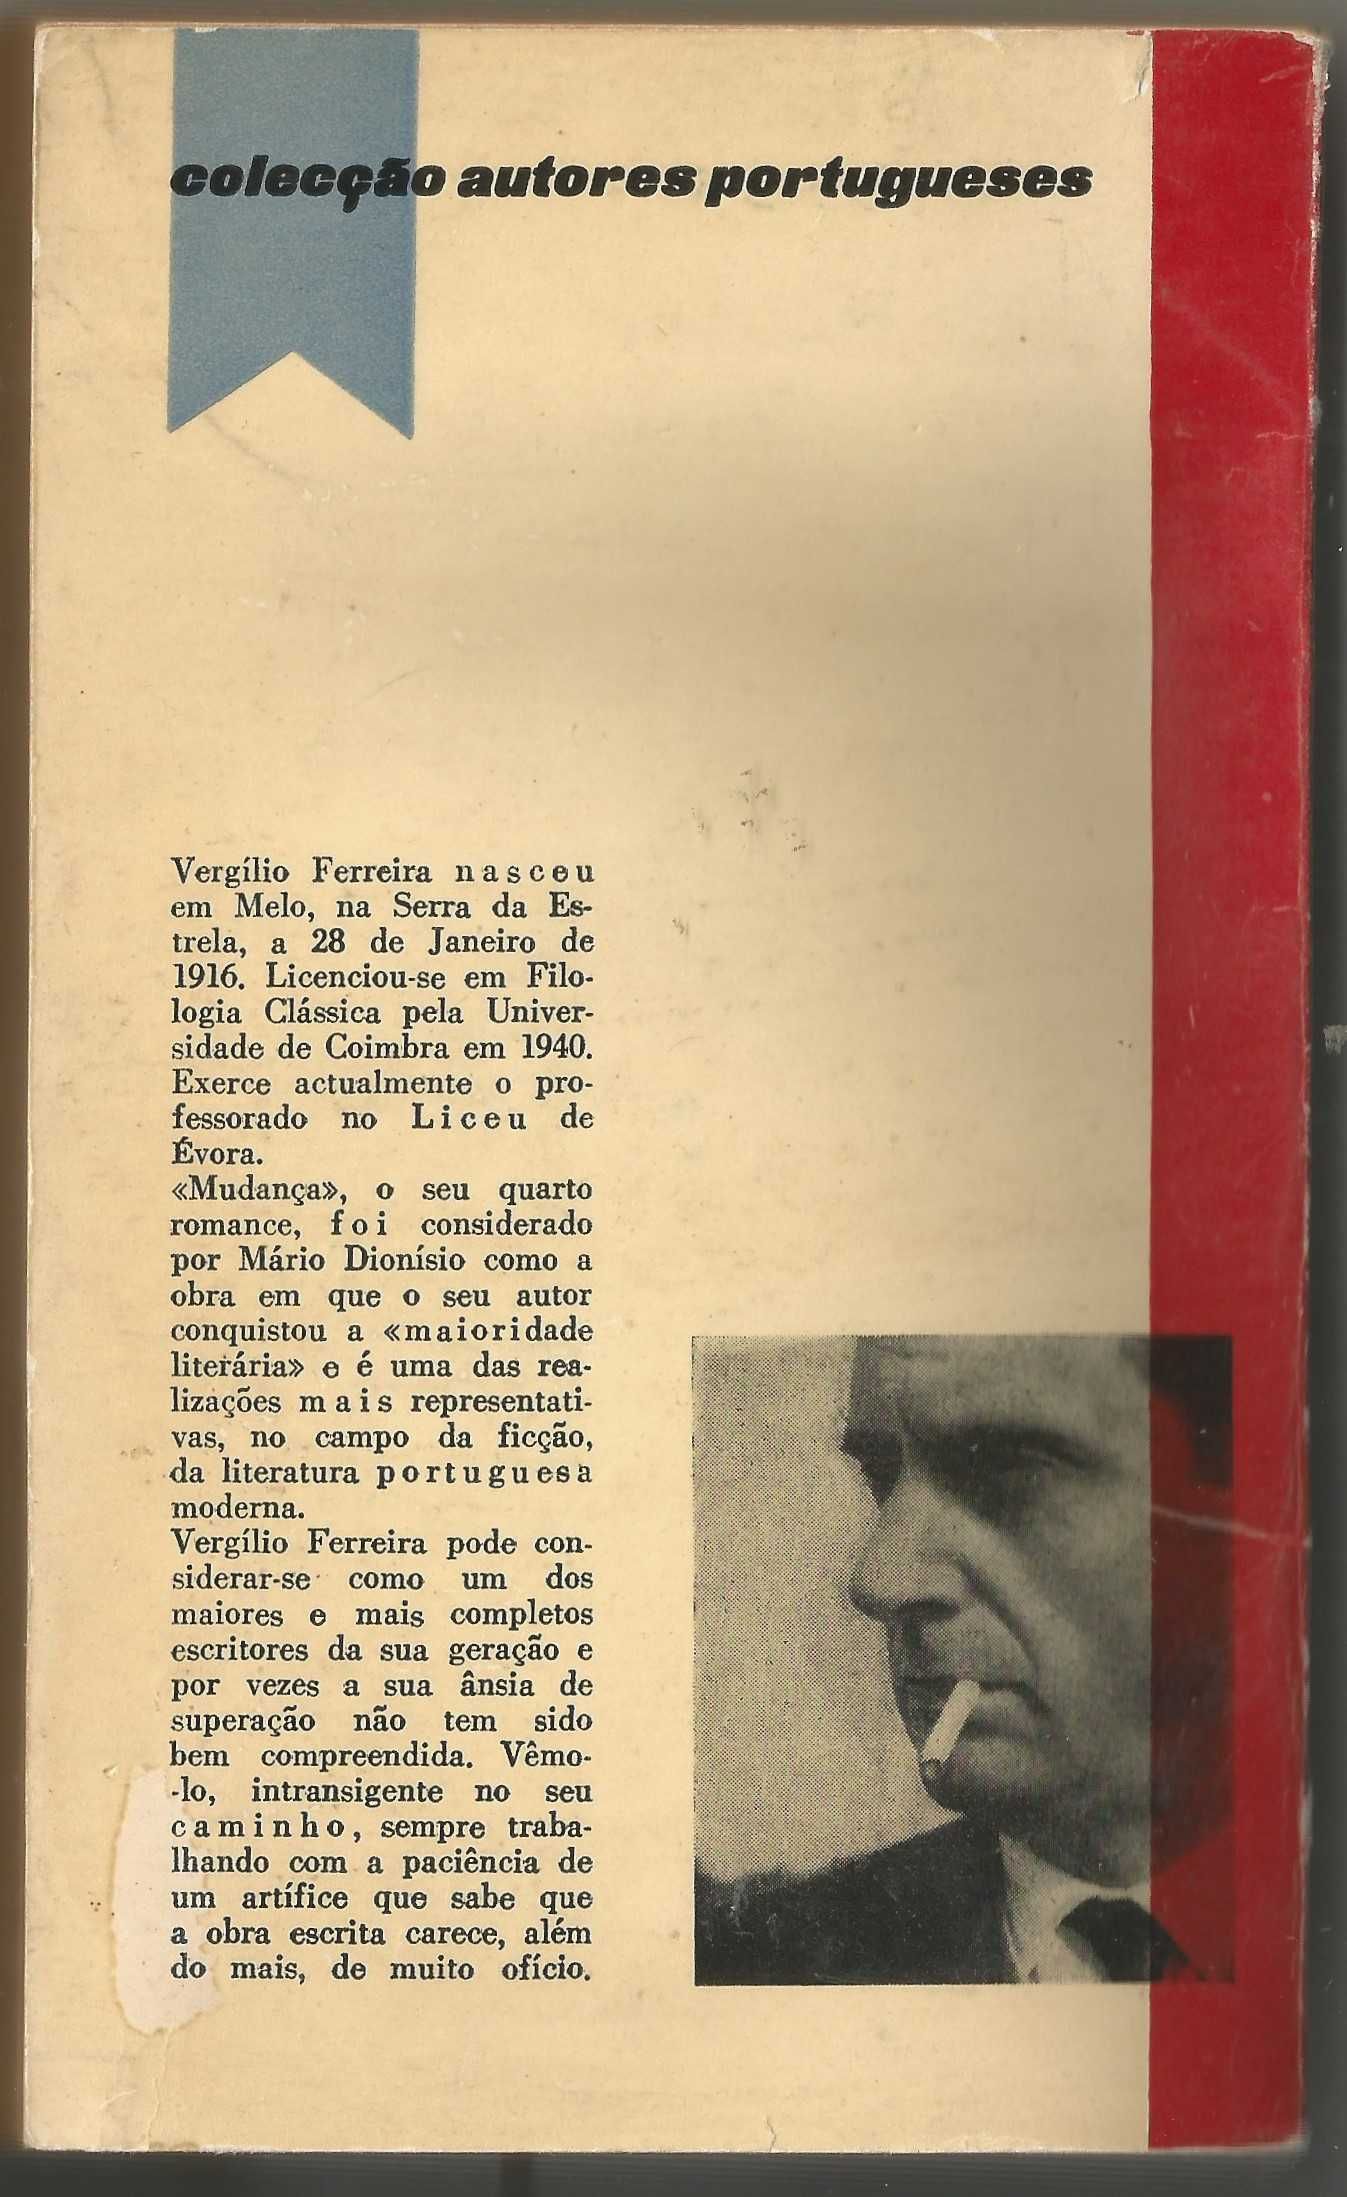 colecção autores portugueses
Vergílio Ferreira nasceu
em Melo, na Serra da Es-
trela, a 28 de Janeiro de
1916. Licenciou-se em Filo-
logia Clássica pela Univer-
sidade de Coimbra em 1940.
Exerce actualmente o pro-
fessorado no Liceu de
Évora.
«Mudança», o seu quarto
romance, foi considerado
por Mário Dionísio como a
obra em que o seu autor
conquistou a «maioridade
literária» e é uma das rea-
lizações mais representati-
vas, no campo da ficção,
da literatura portuguesa
moderna.
Vergílio Ferreira pode con-
siderar-se como um dos
maiores e mais completos
escritores da sua geração e
por vezes a sua ânsia de
superação não tem sido
bem compreendida. Vêmo-
-lo, intransigente no seu
caminho, sempre traba-
lhando com a paciência de
um artífice que sabe que
a obra escrita carece, além
do mais, de muito ofício.